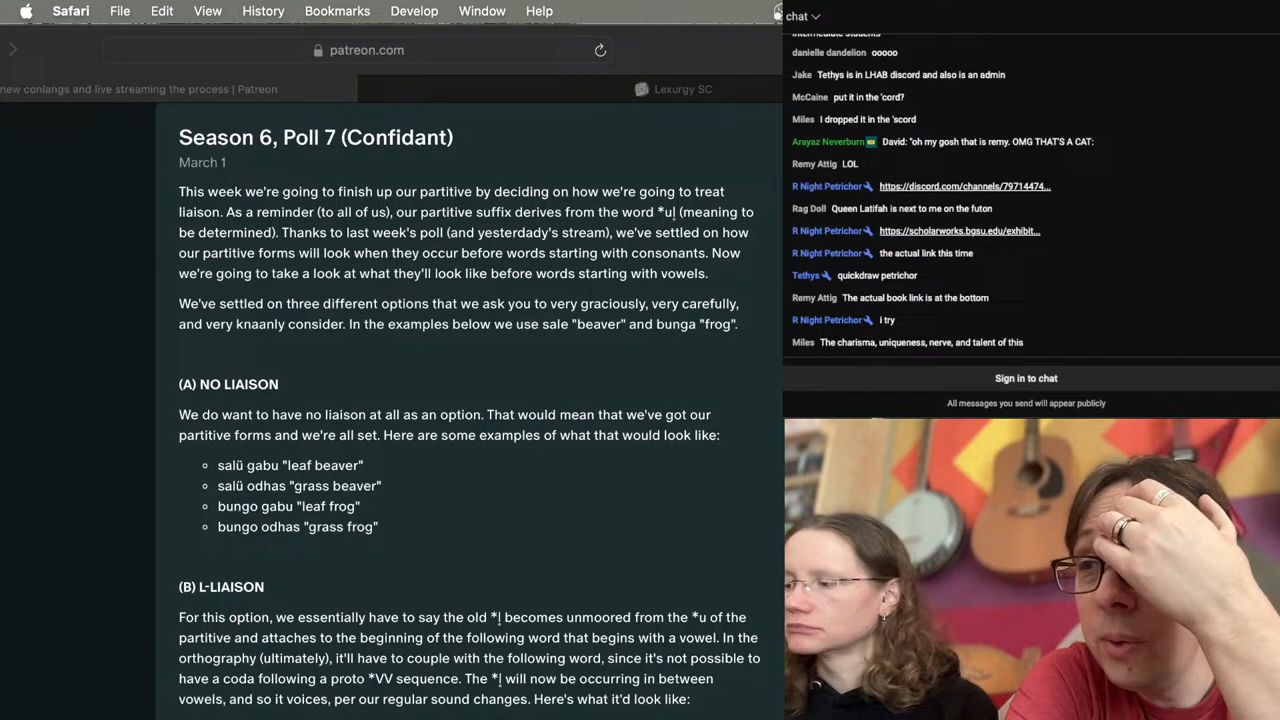 Safari File Edit View History Bookmarks Develop Window Help
patreon.com
new conlangs and live streaming the process | Patreon
Lexurgy SC
Season 6, Poll 7 (Confidant)
March 1
This week we're going to finish up our partitive by deciding on how we're going to treat
liaison. As a reminder (to all of us), our partitive suffix derives from the word *ul̥ (meaning to
be determined). Thanks to last week's poll (and yesterdady's stream), we've settled on how
our partitive forms will look when they occur before words starting with consonants. Now
we're going to take a look at what they'll look like before words starting with vowels.
We've settled on three different options that we ask you to very graciously, very carefully,
and very knaanly consider. In the examples below we use sale "beaver" and bunga "frog".
(A) NO LIAISON
We do want to have no liaison at all as an option. That would mean that we've got our
partitive forms and we're all set. Here are some examples of what that would look like:
salü gabu "leaf beaver"
salü odhas "grass beaver"
bungo gabu "leaf frog"
bungo odhas "grass frog"
(B) L-LIAISON
For this option, we essentially have to say the old *l̥ becomes unmoored from the *u of the
partitive and attaches to the beginning of the following word that begins with a vowel. In the
orthography (ultimately), it'll have to couple with the following word, since it's not possible to
have a coda following a proto *VV sequence. The *l̥ will now be occurring in between
vowels, and so it voices, per our regular sound changes. Here's what it'd look like:
chat
intermediate students
danielle dandelion ooooo
Jake Tethys is in LHAB discord and also is an admin
McCaine put it in the 'cord?
Miles I dropped it in the 'scord
Arayaz Neverburn David: "oh my gosh that is remy. OMG THAT'S A CAT:
Remy Attig LOL
R Night Petrichor https://discord.com/channels/79714474...
Rag Doll Queen Latifah is next to me on the futon
R Night Petrichor https://scholarworks.bgsu.edu/exhibit...
R Night Petrichor the actual link this time
Tethys quickdraw petrichor
Remy Attig The actual book link is at the bottom
R Night Petrichor i try
Miles The charisma, uniqueness, nerve, and talent of this
Sign in to chat
All messages you send will appear publicly